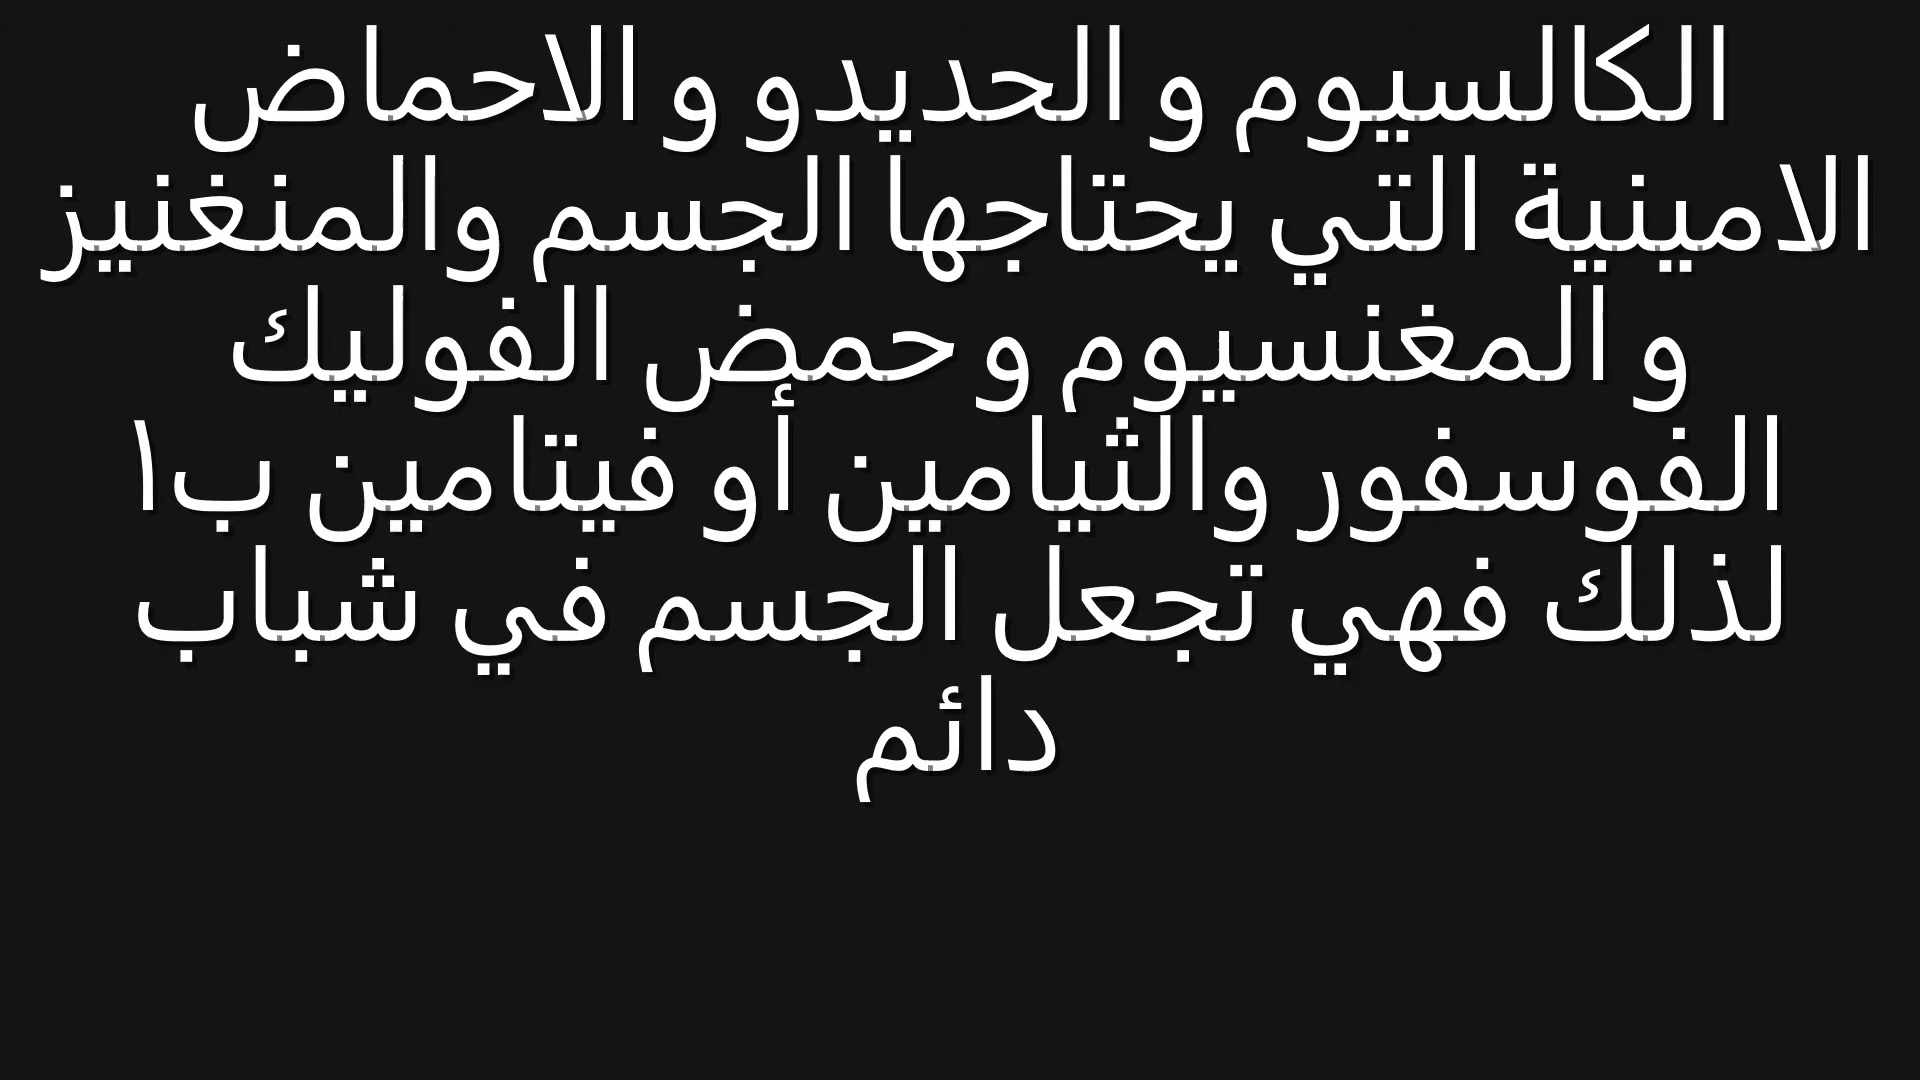 الكالسيوم و الحديدو و الاحماض
الامينية التي يحتاجها الجسم والمنغنيز
و المغنسيوم و حمض الفوليك
الفوسفور والثيامين أو فيتامين ب١
لذلك فهي تجعل الجسم في شباب
دائم